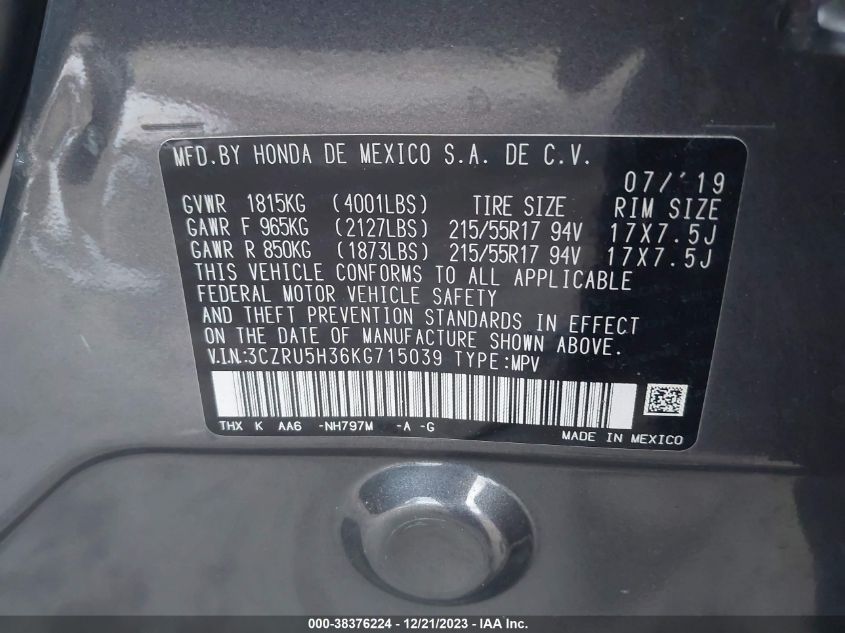 MFD.BY HONDA DE MEXICO S.A. DE C.V.
07/'19
GVWR 1815KG (4001LBS) TIRE SIZE RIM SIZE
GAWR F 965KG (2127LBS) 215/55R17 94V 17X7.5J
GAWR R 850KG (1873LBS) 215/55R17 94V 17X7.5J
THIS VEHICLE CONFORMS TO ALL APPLICABLE
FEDERAL MOTOR VEHICLE SAFETY
AND THEFT PREVENTION STANDARDS IN EFFECT
ON THE DATE OF MANUFACTURE SHOWN ABOVE.
V.I.N.:3CZRU5H36KG715039 TYPE:MPV
THX K AA6 -NH797M -A -G
MADE IN MEXICO
000-38376224 - 12/21/2023 - IAA Inc.